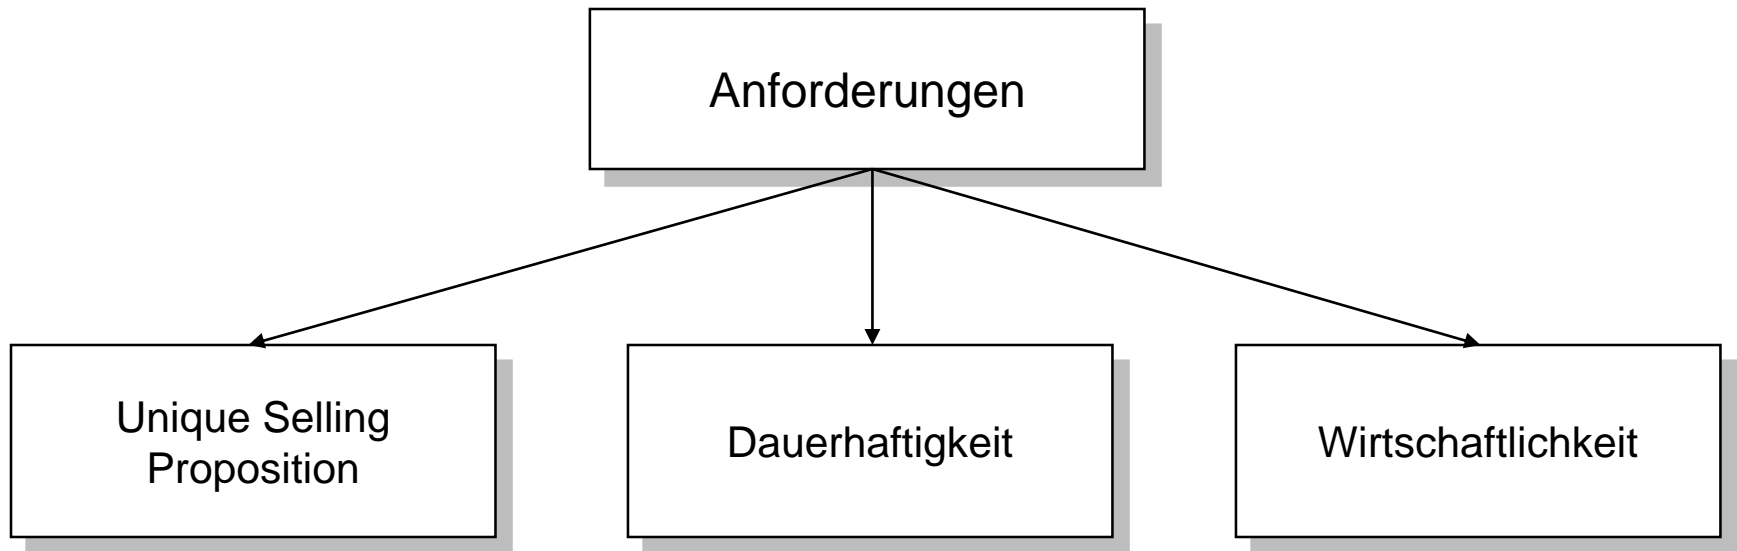 Anforderungen
Unique Selling
Proposition
Dauerhaftigkeit
Wirtschaftlichkeit